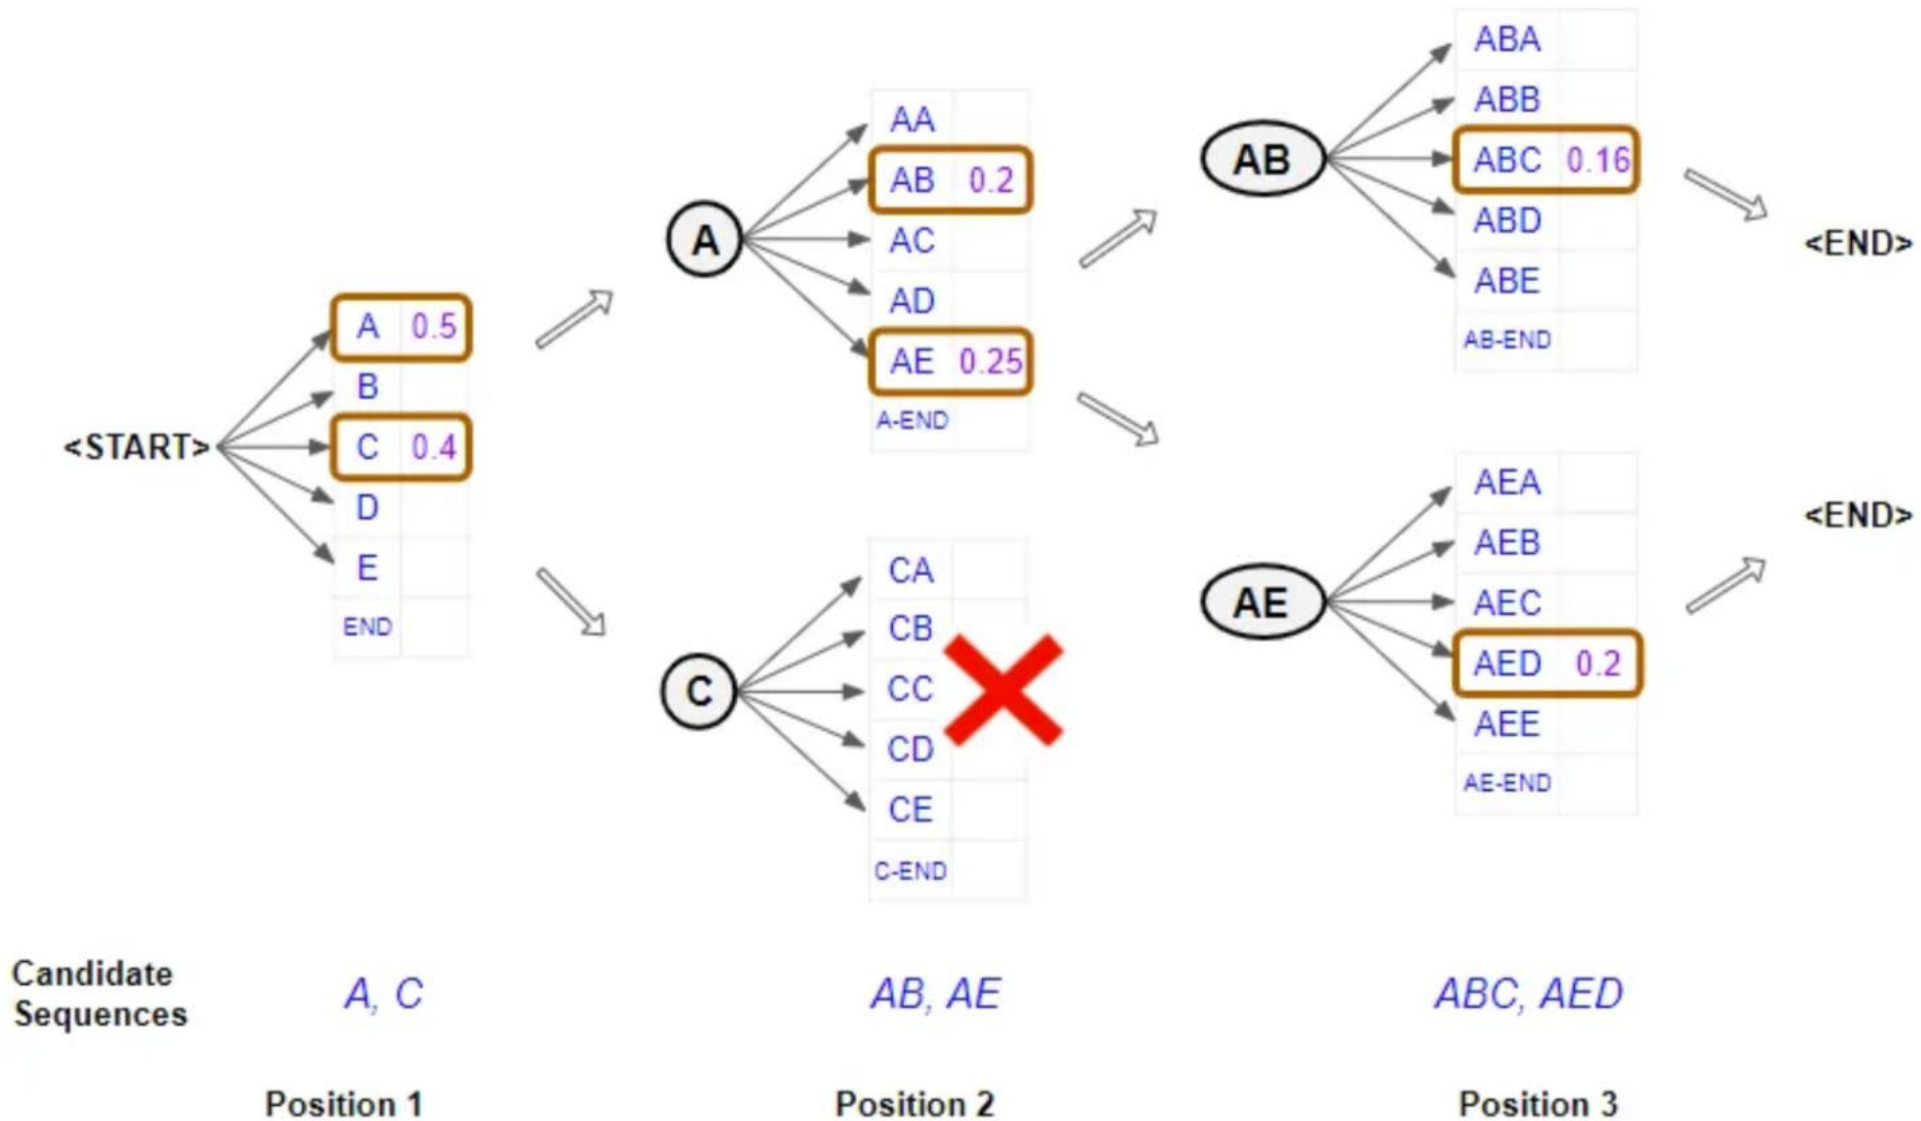 <START>
A 0.5
B
C 0.4
D
E
END
A
AA
AB 0.2
AC
AD
AE 0.25
A-END
C
CA
CB
CC
CD
CE
C-END
AB
ABA
ABB
ABC 0.16
ABD
ABE
AB-END
<END>
AE
AEA
AEB
AEC
AED 0.2
AEE
AE-END
<END>
Candidate
Sequences
A, C
AB, AE
ABC, AED
Position 1
Position 2
Position 3